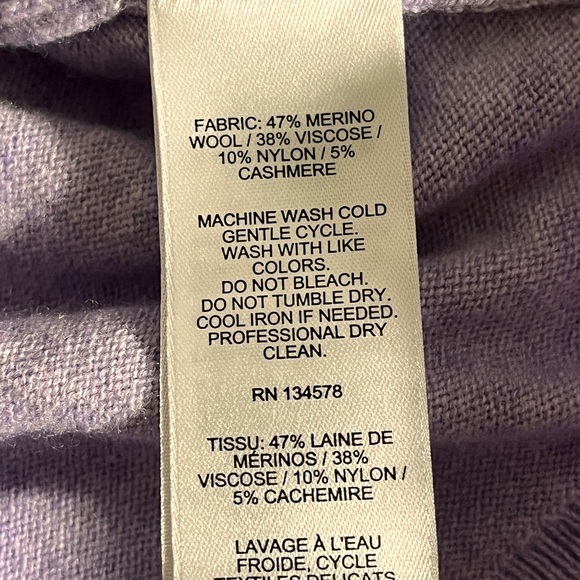 FABRIC: 47% MERINO
WOOL / 38% VISCOSE /
10% NYLON / 5%
CASHMERE
MACHINE WASH COLD
GENTLE CYCLE.
WASH WITH LIKE
COLORS.
DO NOT BLEACH.
DO NOT TUMBLE DRY.
COOL IRON IF NEEDED.
PROFESSIONAL DRY
CLEAN.
RN 134578
TISSU: 47% LAINE DE
MÉRINOS / 38%
VISCOSE / 10% NYLON /
5% CACHEMIRE
LAVAGE À L'EAU
FROIDE, CYCLE
TEXTILES DELICATS